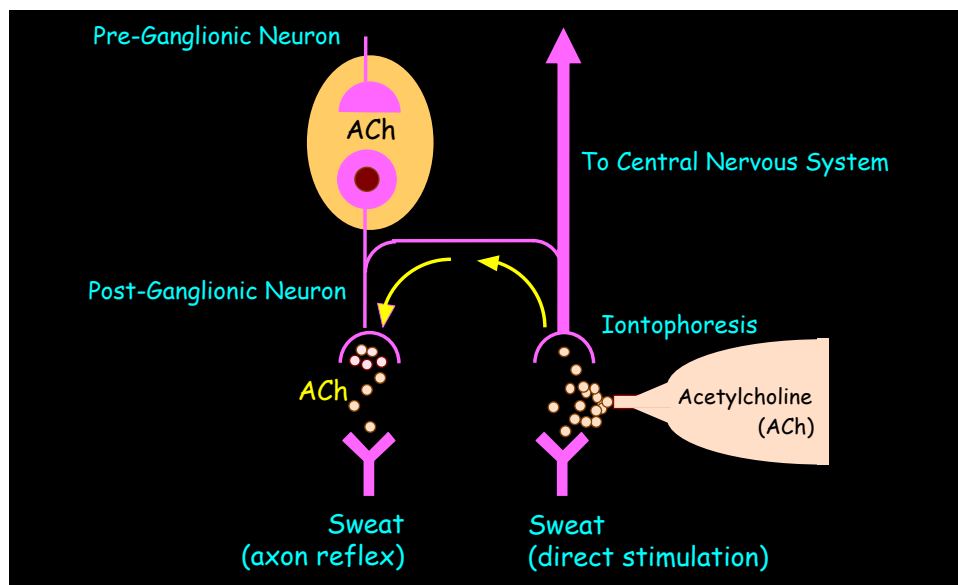 Pre-Ganglionic Neuron
ACh
To Central Nervous System
Post-Ganglionic Neuron
Iontophoresis
ACh
Acetylcholine
(ACh)
Sweat
(axon reflex)
Sweat
(direct stimulation)